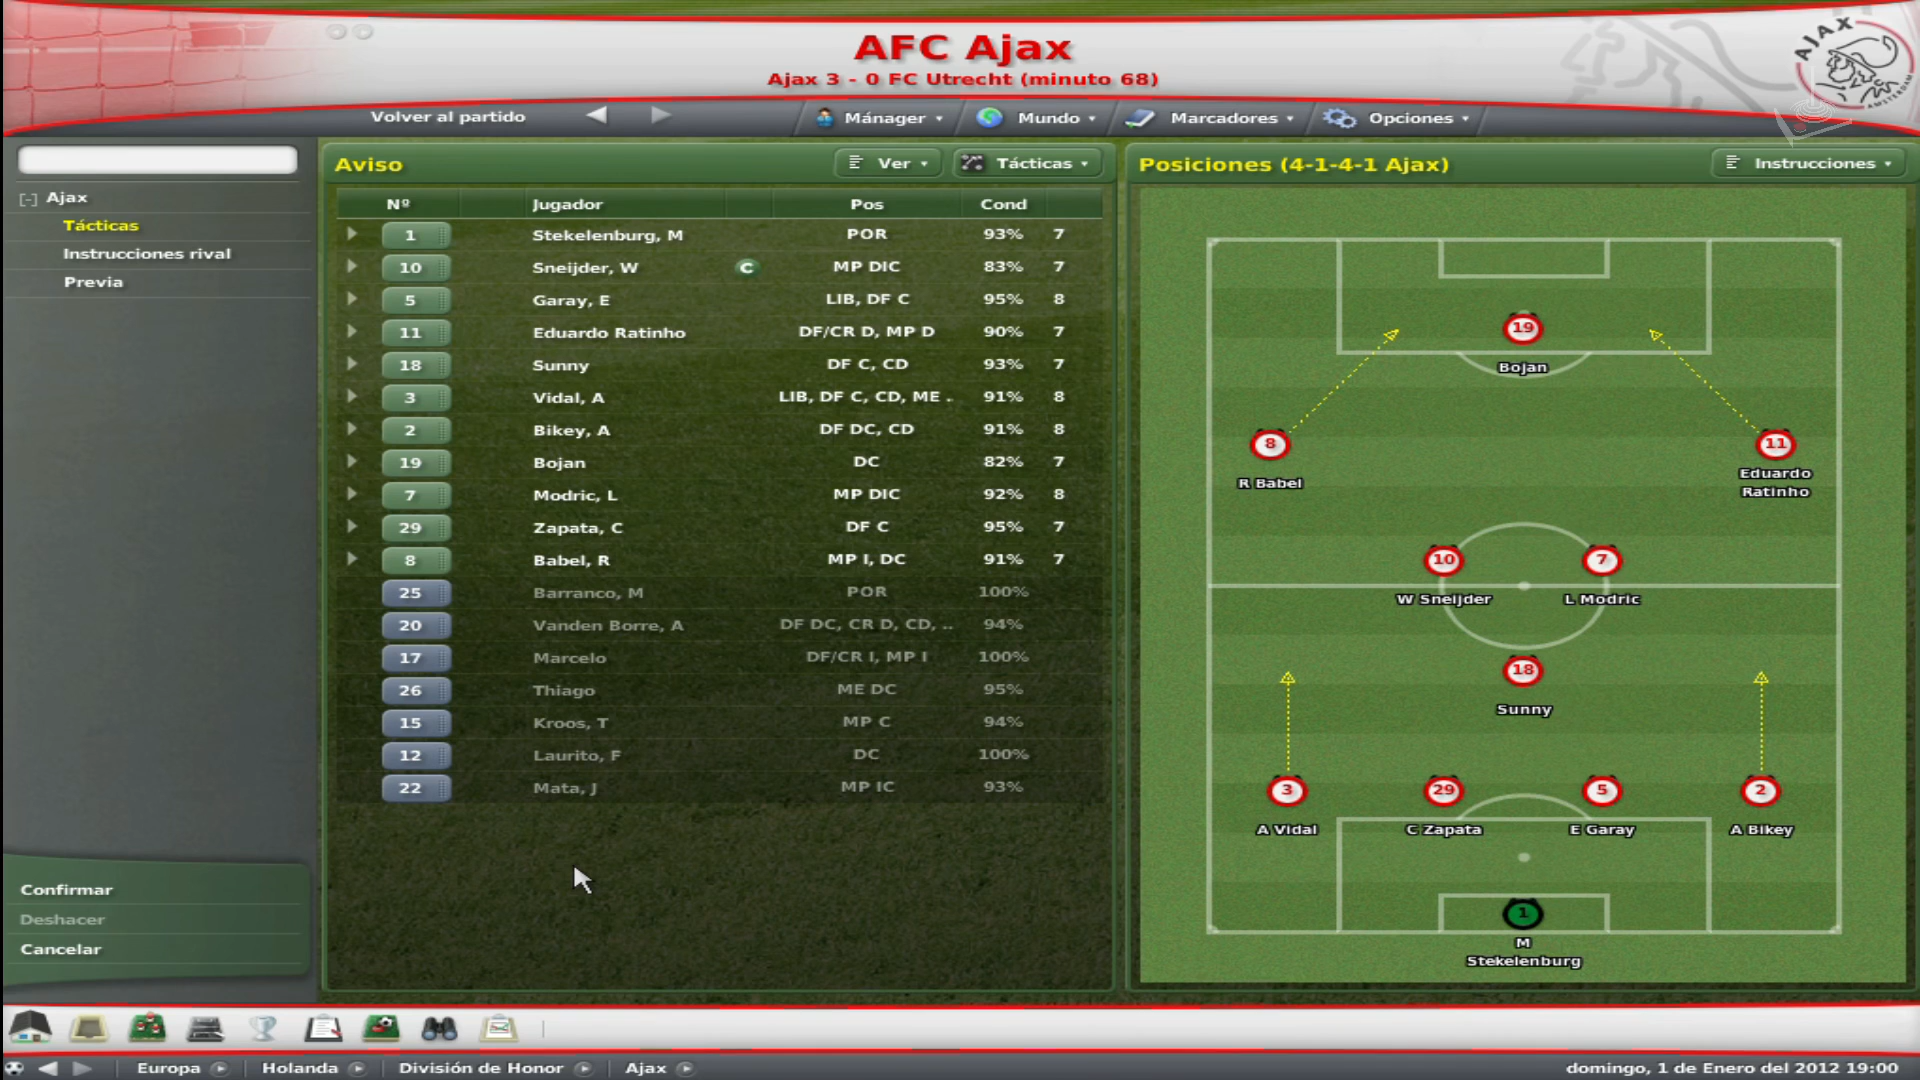 AFC Ajax
Ajax 3 - 0 FC Utrecht (minuto 68)
AJAX
AMSTERDAM
Volver al partido
Mánager
Mundo
Marcadores
Opciones
[-] Ajax
Tácticas
Instrucciones rival
Previa
Confirmar
Deshacer
Cancelar
Aviso
Ver
Tácticas
Nº Jugador Pos Cond
1 Stekelenburg, M POR 93% 7
10 Sneijder, W C MP DIC 83% 7
5 Garay, E LIB, DF C 95% 8
11 Eduardo Ratinho DF/CR D, MP D 90% 7
18 Sunny DF C, CD 93% 7
3 Vidal, A LIB, DF C, CD, ME . 91% 8
2 Bikey, A DF DC, CD 91% 8
19 Bojan DC 82% 7
7 Modric, L MP DIC 92% 8
29 Zapata, C DF C 95% 7
8 Babel, R MP I, DC 91% 7
25 Barranco, M POR 100%
20 Vanden Borre, A DF DC, CR D, CD, .. 94%
17 Marcelo DF/CR I, MP I 100%
26 Thiago ME DC 95%
15 Kroos, T MP C 94%
12 Laurito, F DC 100%
22 Mata, J MP IC 93%
Posiciones (4-1-4-1 Ajax)
Instrucciones
19
Bojan
8
R Babel
11
Eduardo
Ratinho
10
W Sneijder
7
L Modric
18
Sunny
3
A Vidal
29
C Zapata
5
E Garay
2
A Bikey
1
M
Stekelenburg
Europa
Holanda
División de Honor
Ajax
domingo, 1 de Enero del 2012 19:00